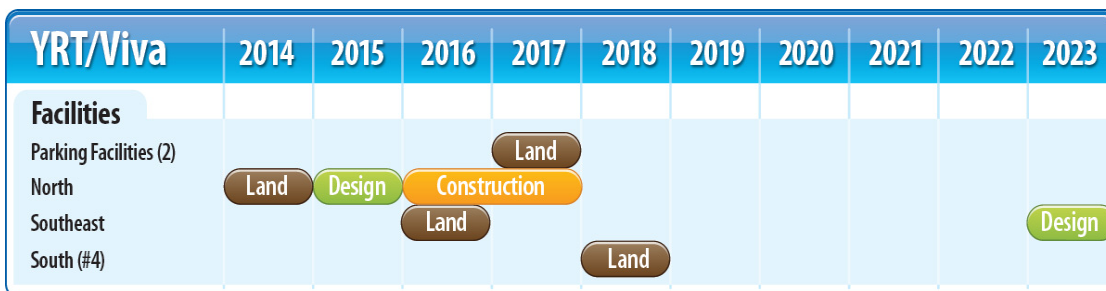 YRT/Viva 2014 2015 2016 2017 2018 2019 2020 2021 2022 2023
Facilities
Parking Facilities (2) Land
North Land Design Construction
Southeast Land Design
South (#4) Land